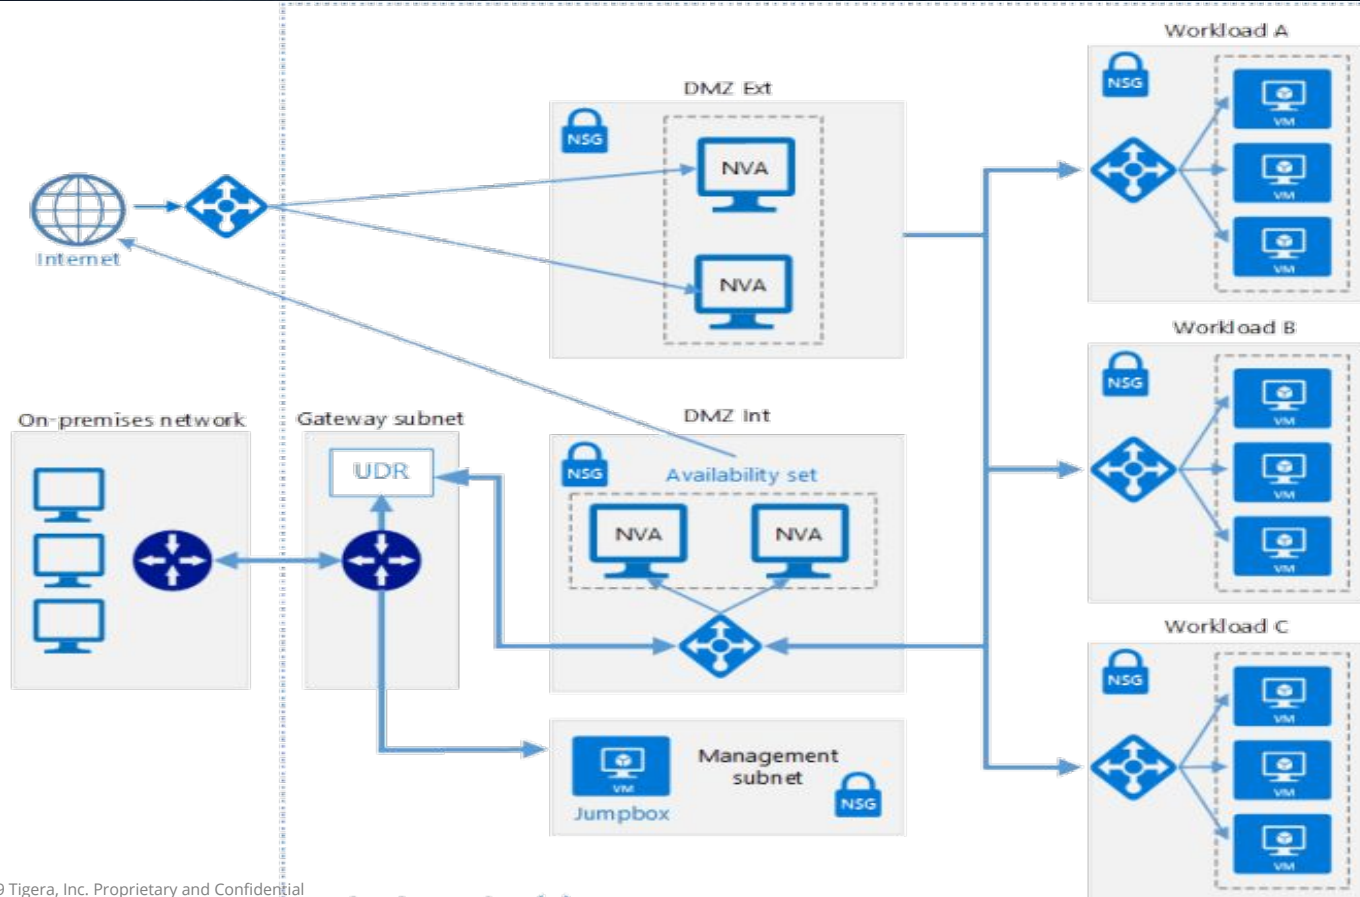 Workload A
NSG
VM
VM
VM
DMZ Ext
NSG
NVA
NVA
Internet
Workload B
NSG
VM
VM
VM
On-premises network
Gateway subnet
UDR
DMZ Int
NSG
Availability set
NVA
NVA
Workload C
NSG
VM
VM
VM
Management
subnet
NSG
VM
Jumpbox
9 Tigera, Inc. Proprietary and Confidential